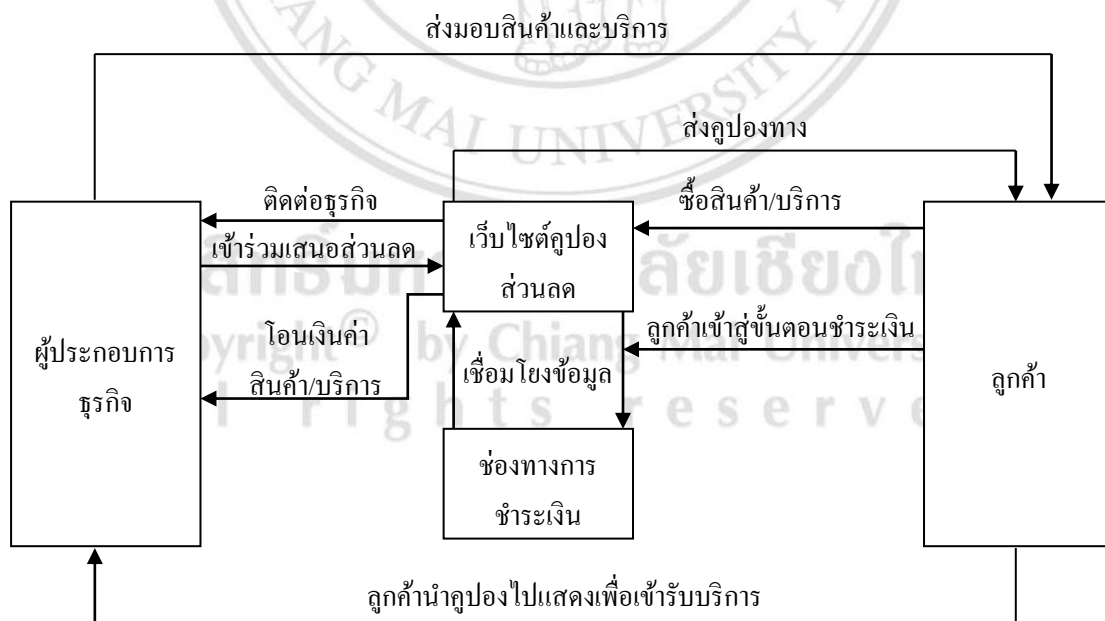 ANG MAI UNIVERSITY
ส่งมอบสินค้าและบริการ
ส่งคูปองทาง
ติดต่อธุรกิจ
ซื้อสินค้า/บริการ
เข้าร่วมเสนอส่วนลด
เว็บไซต์คูปอง
ส่วนลด
ลูกค้าเข้าสู่ขั้นตอนชำระเงิน
โอนเงินค่า
สินค้า/บริการ
ผู้ประกอบการ
ธุรกิจ
เชื่อมโยงข้อมูล
ลูกค้า
ช่องทางการ
ชำระเงิน
ลูกค้านำคูปองไปแสดงเพื่อเข้ารับบริการ
by Chiang Mai
rights reserve